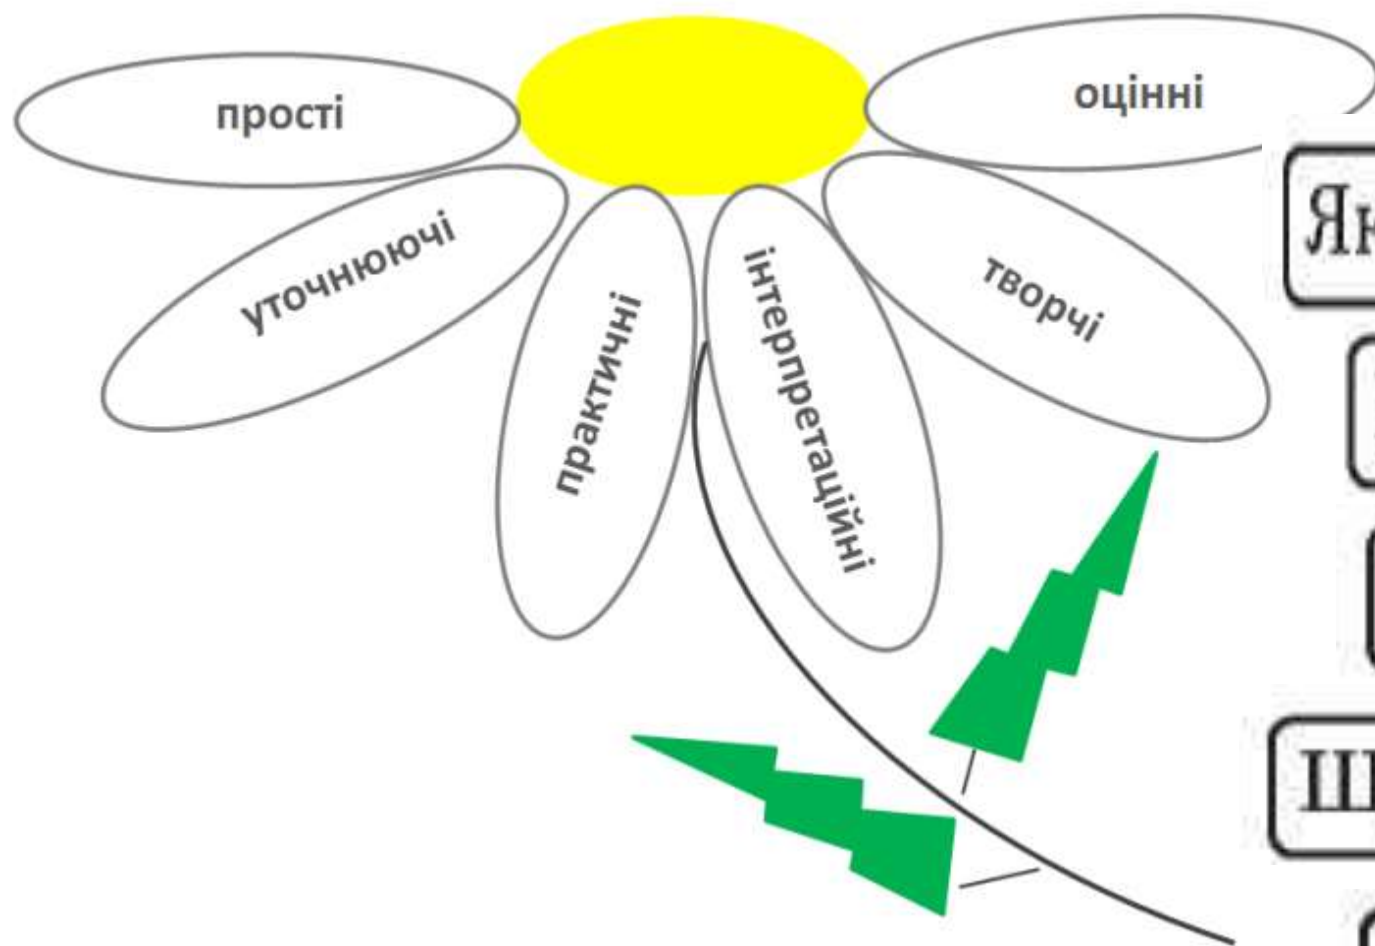 прості
уточнюючі
практичні
інтерпретаційні
творчі
оцінні